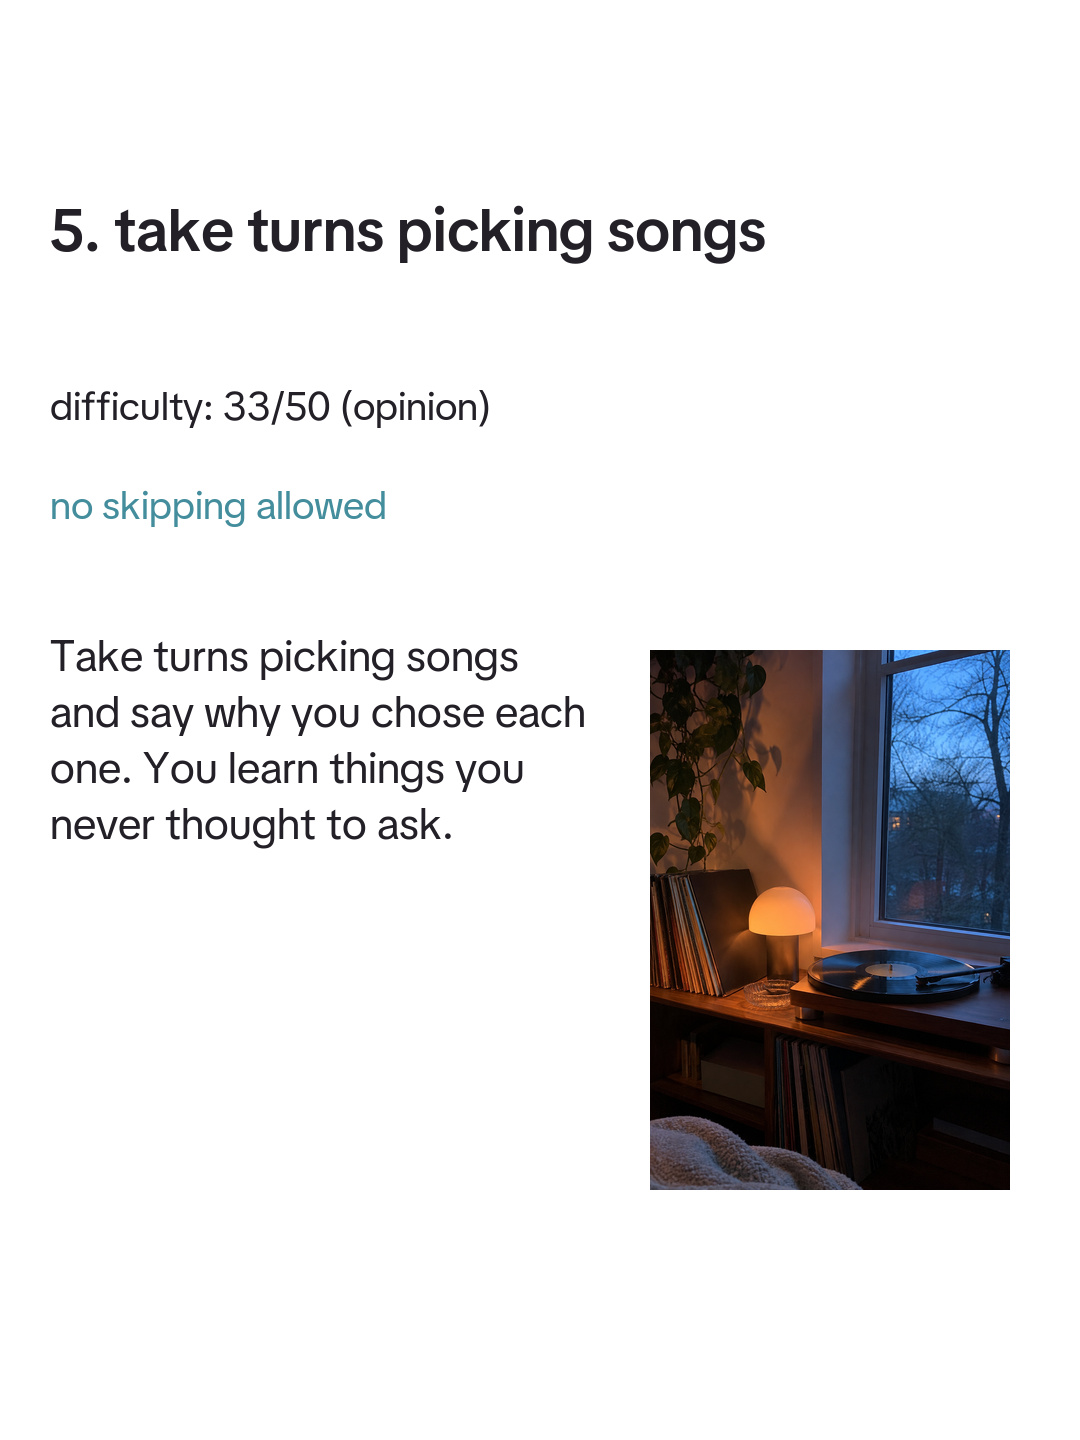 5. take turns picking songs
difficulty: 33/50 (opinion)
no skipping allowed
Take turns picking songs
and say why you chose each
one. You learn things you
never thought to ask.